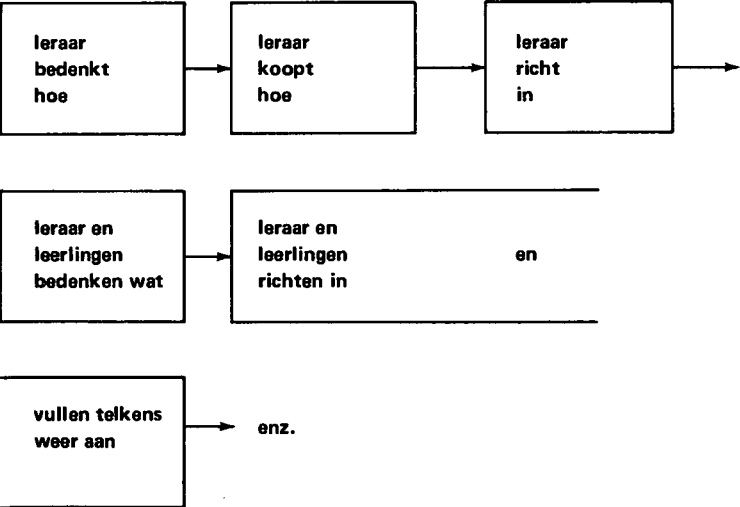 leraar
bedenkt
hoe
leraar
koopt
hoe
leraar
richt
in
leraar en
leerlingen
bedenken wat
leraar en
leerlingen
richten in
en
vullen telkens
weer aan
enz.